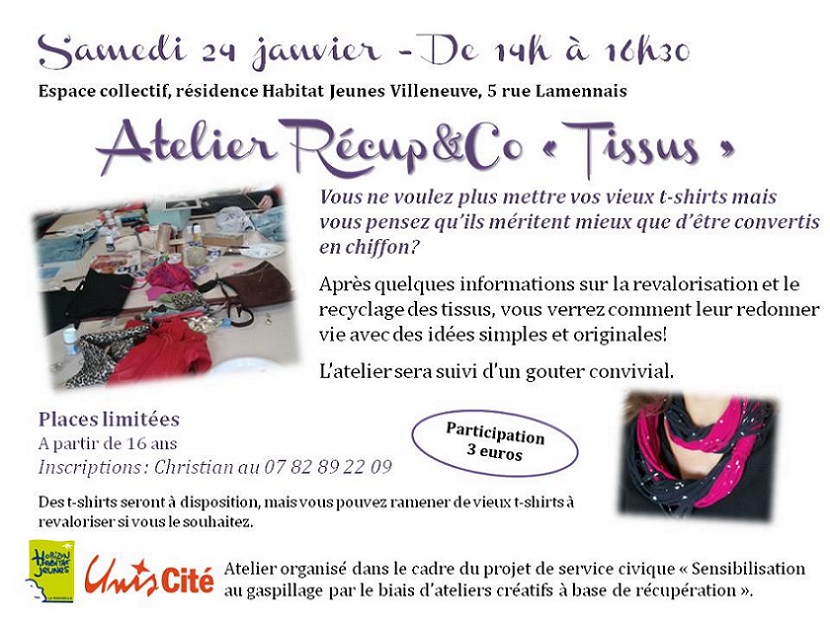 Samedi 24 janvier - De 14h à 16h30
Espace collectif, résidence Habitat Jeunes Villeneuve, 5 rue Lamennais
Atelier Récup&Co « Tissus »
Vous ne voulez plus mettre vos vieux t-shirts mais
vous pensez qu'ils méritent mieux que d'être convertis
en chiffon?
Après quelques informations sur la revalorisation et le
recyclage des tissus, vous verrez comment leur redonner
vie avec des idées simples et originales!
L'atelier sera suivi d'un gouter convivial.
Places limitées
A partir de 16 ans
Inscriptions : Christian au 07 82 89 22 09
Participation
3 euros
Des t-shirts seront à disposition, mais vous pouvez ramener de vieux t-shirts à
revaloriser si vous le souhaitez.
Horizon
Habitat
Jeunes
Unis Cité
Atelier organisé dans le cadre du projet de service civique « Sensibilisation
au gaspillage par le biais d'ateliers créatifs à base de récupération ».